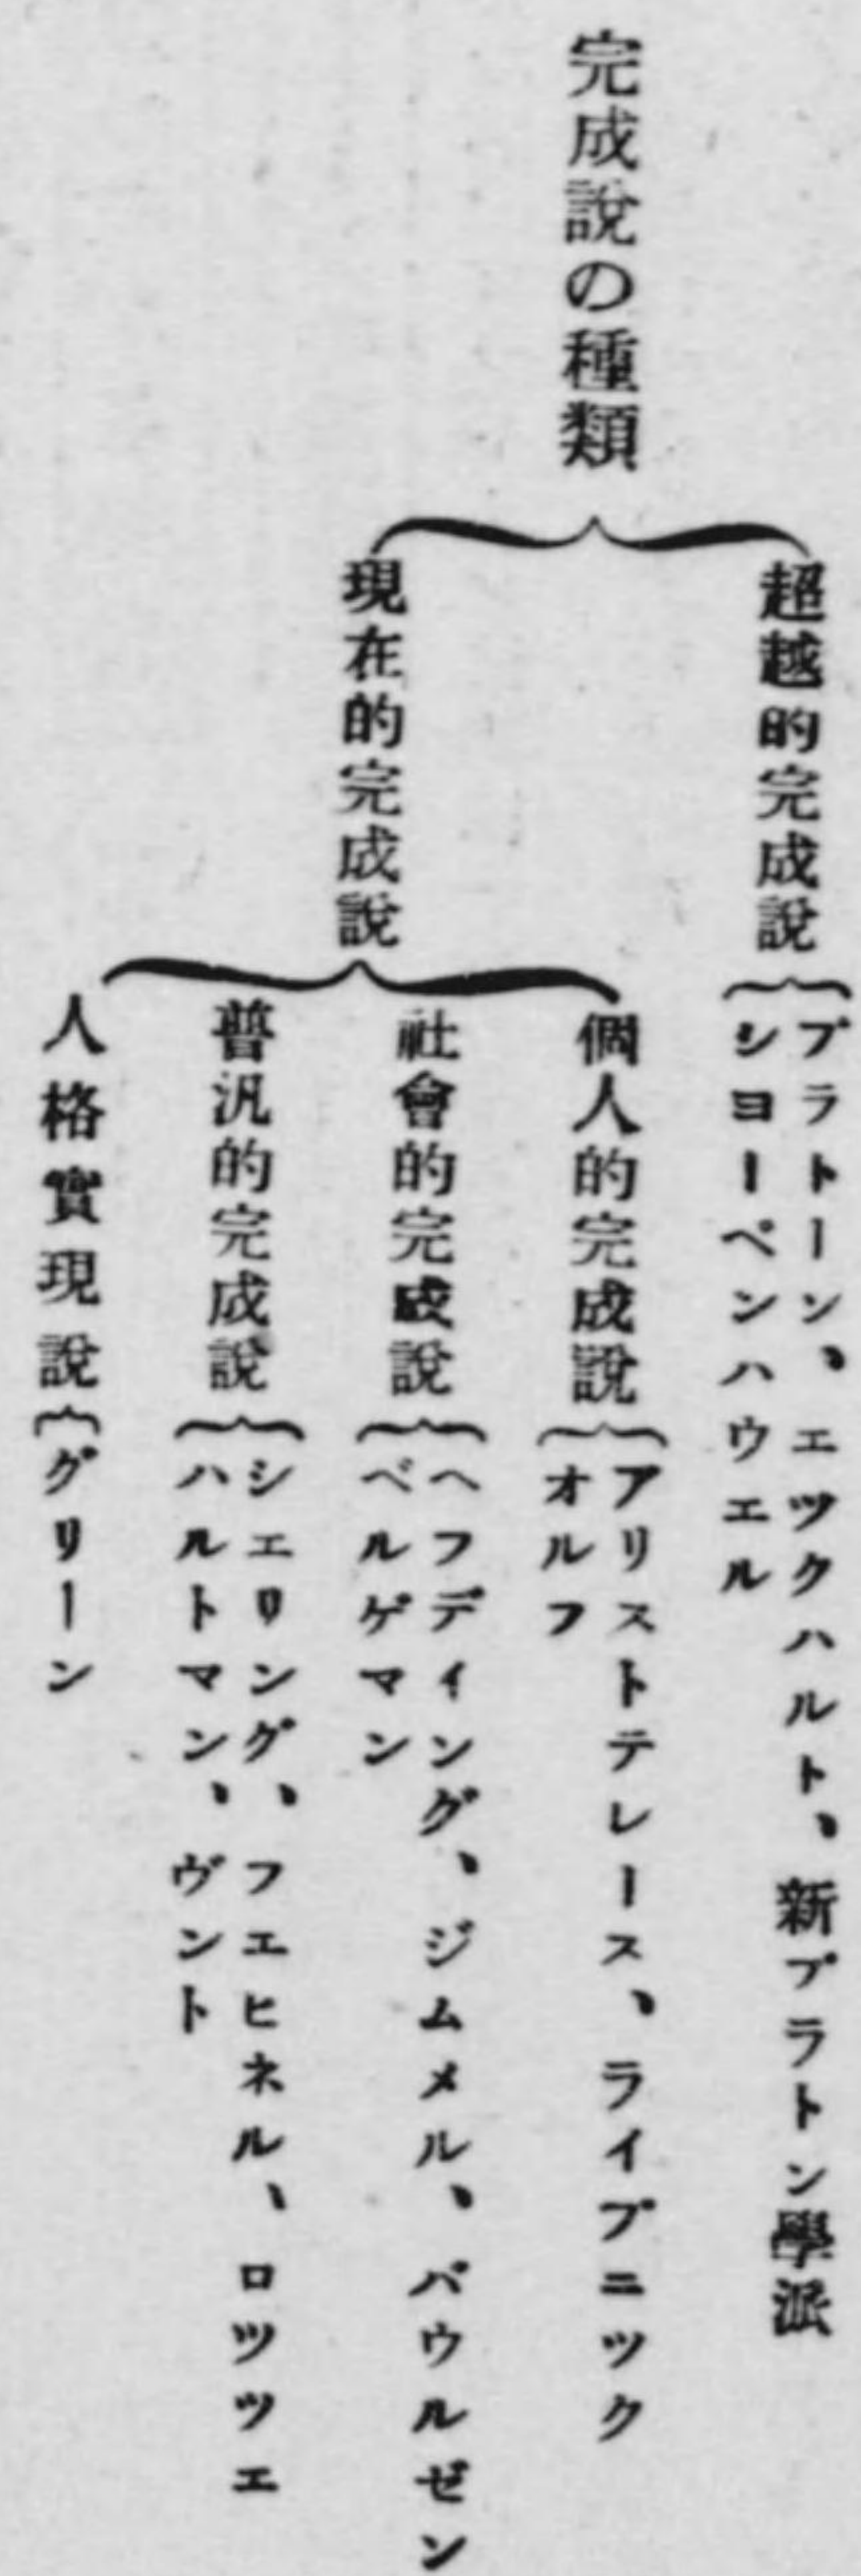 完成說の種類
超越的完成說
プラトーン、エツクハルト、新プラトン學派
シヨーペンハウエル
現在的完成說
個人的完成說
アリストテレース、ライプニツク
オルフ
社會的完成說
ヘフデイング、ジムメル、パウルゼン
ベルゲマン
普汎的完成說
シエリング、フエヒネル、ロツツエ
ハルトマン、ヴント
人格實現說
グリーン